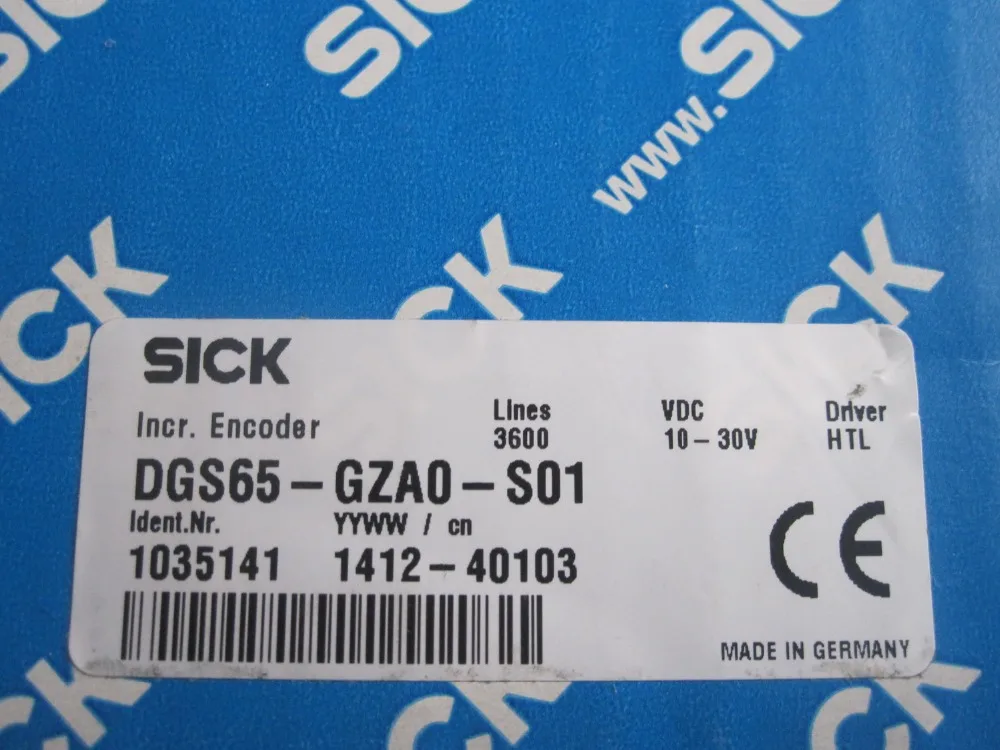 SICK
SICK
www.SICK
SICK
SICK
SICK
SICK
Incr. Encoder
Lines
3600
VDC
10-30V
Driver
HTL
DGS65-GZA0-S01
Ident.Nr.
YYWW / cn
1035141
1412-40103
CE
MADE IN GERMANY